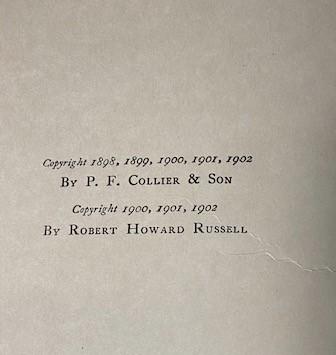 Copyright 1898, 1899, 1900, 1901, 1902
By P. F. Collier & Son
Copyright 1900, 1901, 1902
By Robert Howard Russell